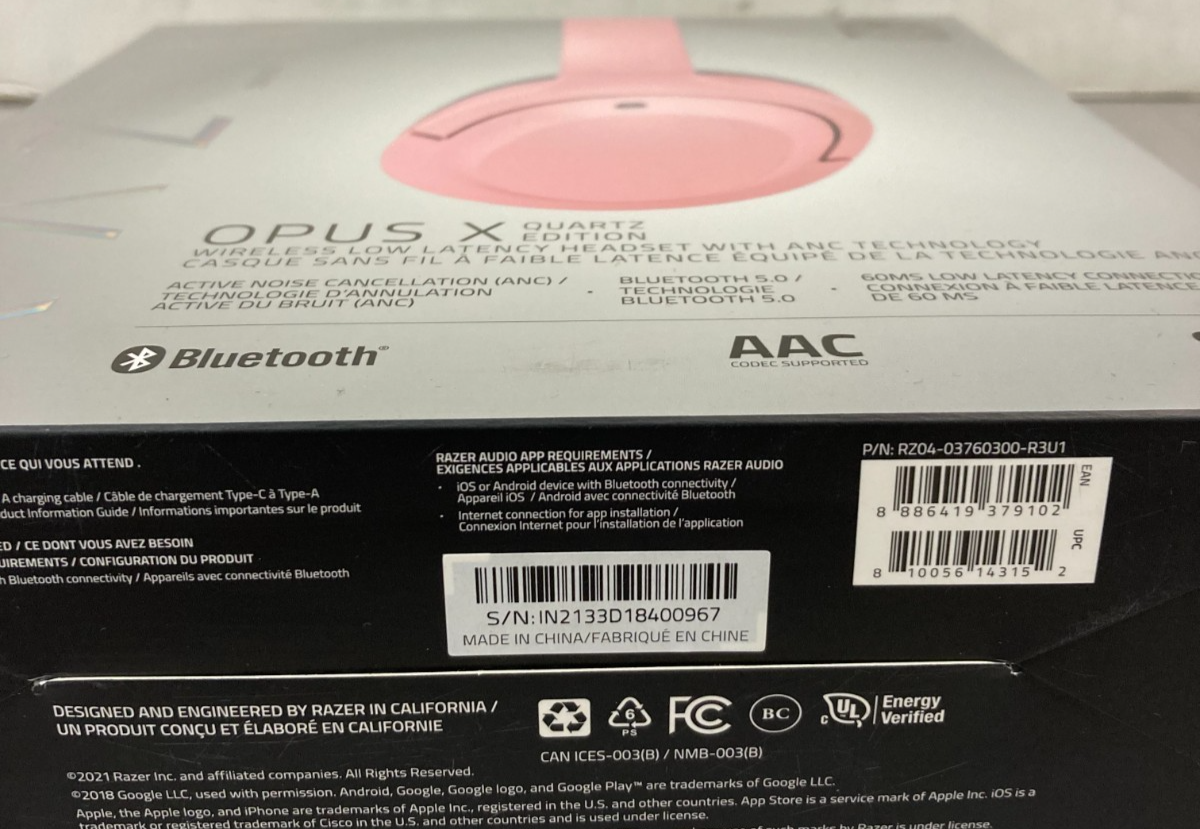 OPUS X QUARTZ EDITION
WIRELESS LOW LATENCY HEADSET WITH ANC TECHNOLOGY
CASQUE SANS FIL À FAIBLE LATENCE ÉQUIPÉ DE LA TECHNOLOGIE ANC
ACTIVE NOISE CANCELLATION (ANC) /
TECHNOLOGIE D'ANNULATION
ACTIVE DU BRUIT (ANC)
BLUETOOTH 5.0 /
TECHNOLOGIE
BLUETOOTH 5.0
60MS LOW LATENCY
CONNEXION À FAIBLE LATENCE
DE 60 MS
Bluetooth®
AAC
CODEC SUPPORTED
CE QUI VOUS ATTEND .
A charging cable / Câble de chargement Type-C à Type-A
duct Information Guide / Informations importantes sur le produit
ED / CE DONT VOUS AVEZ BESOIN
UIREMENTS / CONFIGURATION DU PRODUIT
h Bluetooth connectivity / Appareils avec connectivité Bluetooth
RAZER AUDIO APP REQUIREMENTS /
EXIGENCES APPLICABLES AUX APPLICATIONS RAZER AUDIO
· iOS or Android device with Bluetooth connectivity /
Appareil iOS / Android avec connectivité Bluetooth
· Internet connection for app installation /
Connexion Internet pour l'installation de l'application
P/N: RZ04-03760300-R3U1
EAN
8 886419 379102
UPC
8 10056 14315 2
S/N:IN2133D18400967
MADE IN CHINA/FABRIQUÉ EN CHINE
DESIGNED AND ENGINEERED BY RAZER IN CALIFORNIA /
UN PRODUIT CONÇU ET ÉLABORÉ EN CALIFORNIE
6
PS
FC
BC
c UL Energy
Verified
CAN ICES-003(B) / NMB-003(B)
©2021 Razer Inc. and affiliated companies. All Rights Reserved.
©2018 Google LLC, used with permission. Android, Google, Google logo, and Google Play™ are trademarks of Google LLC.
Apple, the Apple logo, and iPhone are trademarks of Apple Inc., registered in the U.S. and other countries. App Store is a service mark of Apple Inc. iOS is a
trademark or registered trademark of Cisco in the U.S. and other countries and is used under license.
of such marks by Razer is under license.